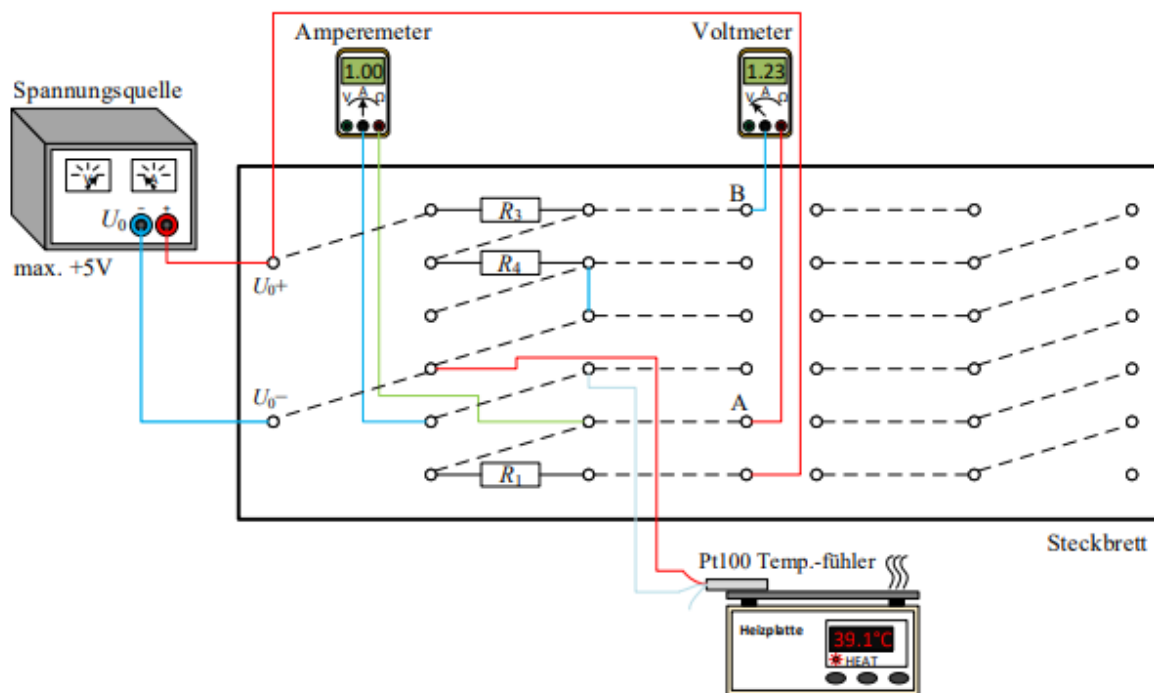 Amperemeter
Voltmeter
1.00
V A Ω
1.23
V A Ω
Spannungsquelle
V
A
U₀ − +
max. +5V
R₃
B
R₄
U₀+
U₀−
A
R₁
Steckbrett
Pt100 Temp.-fühler
Heizplatte
39.1°C
HEAT